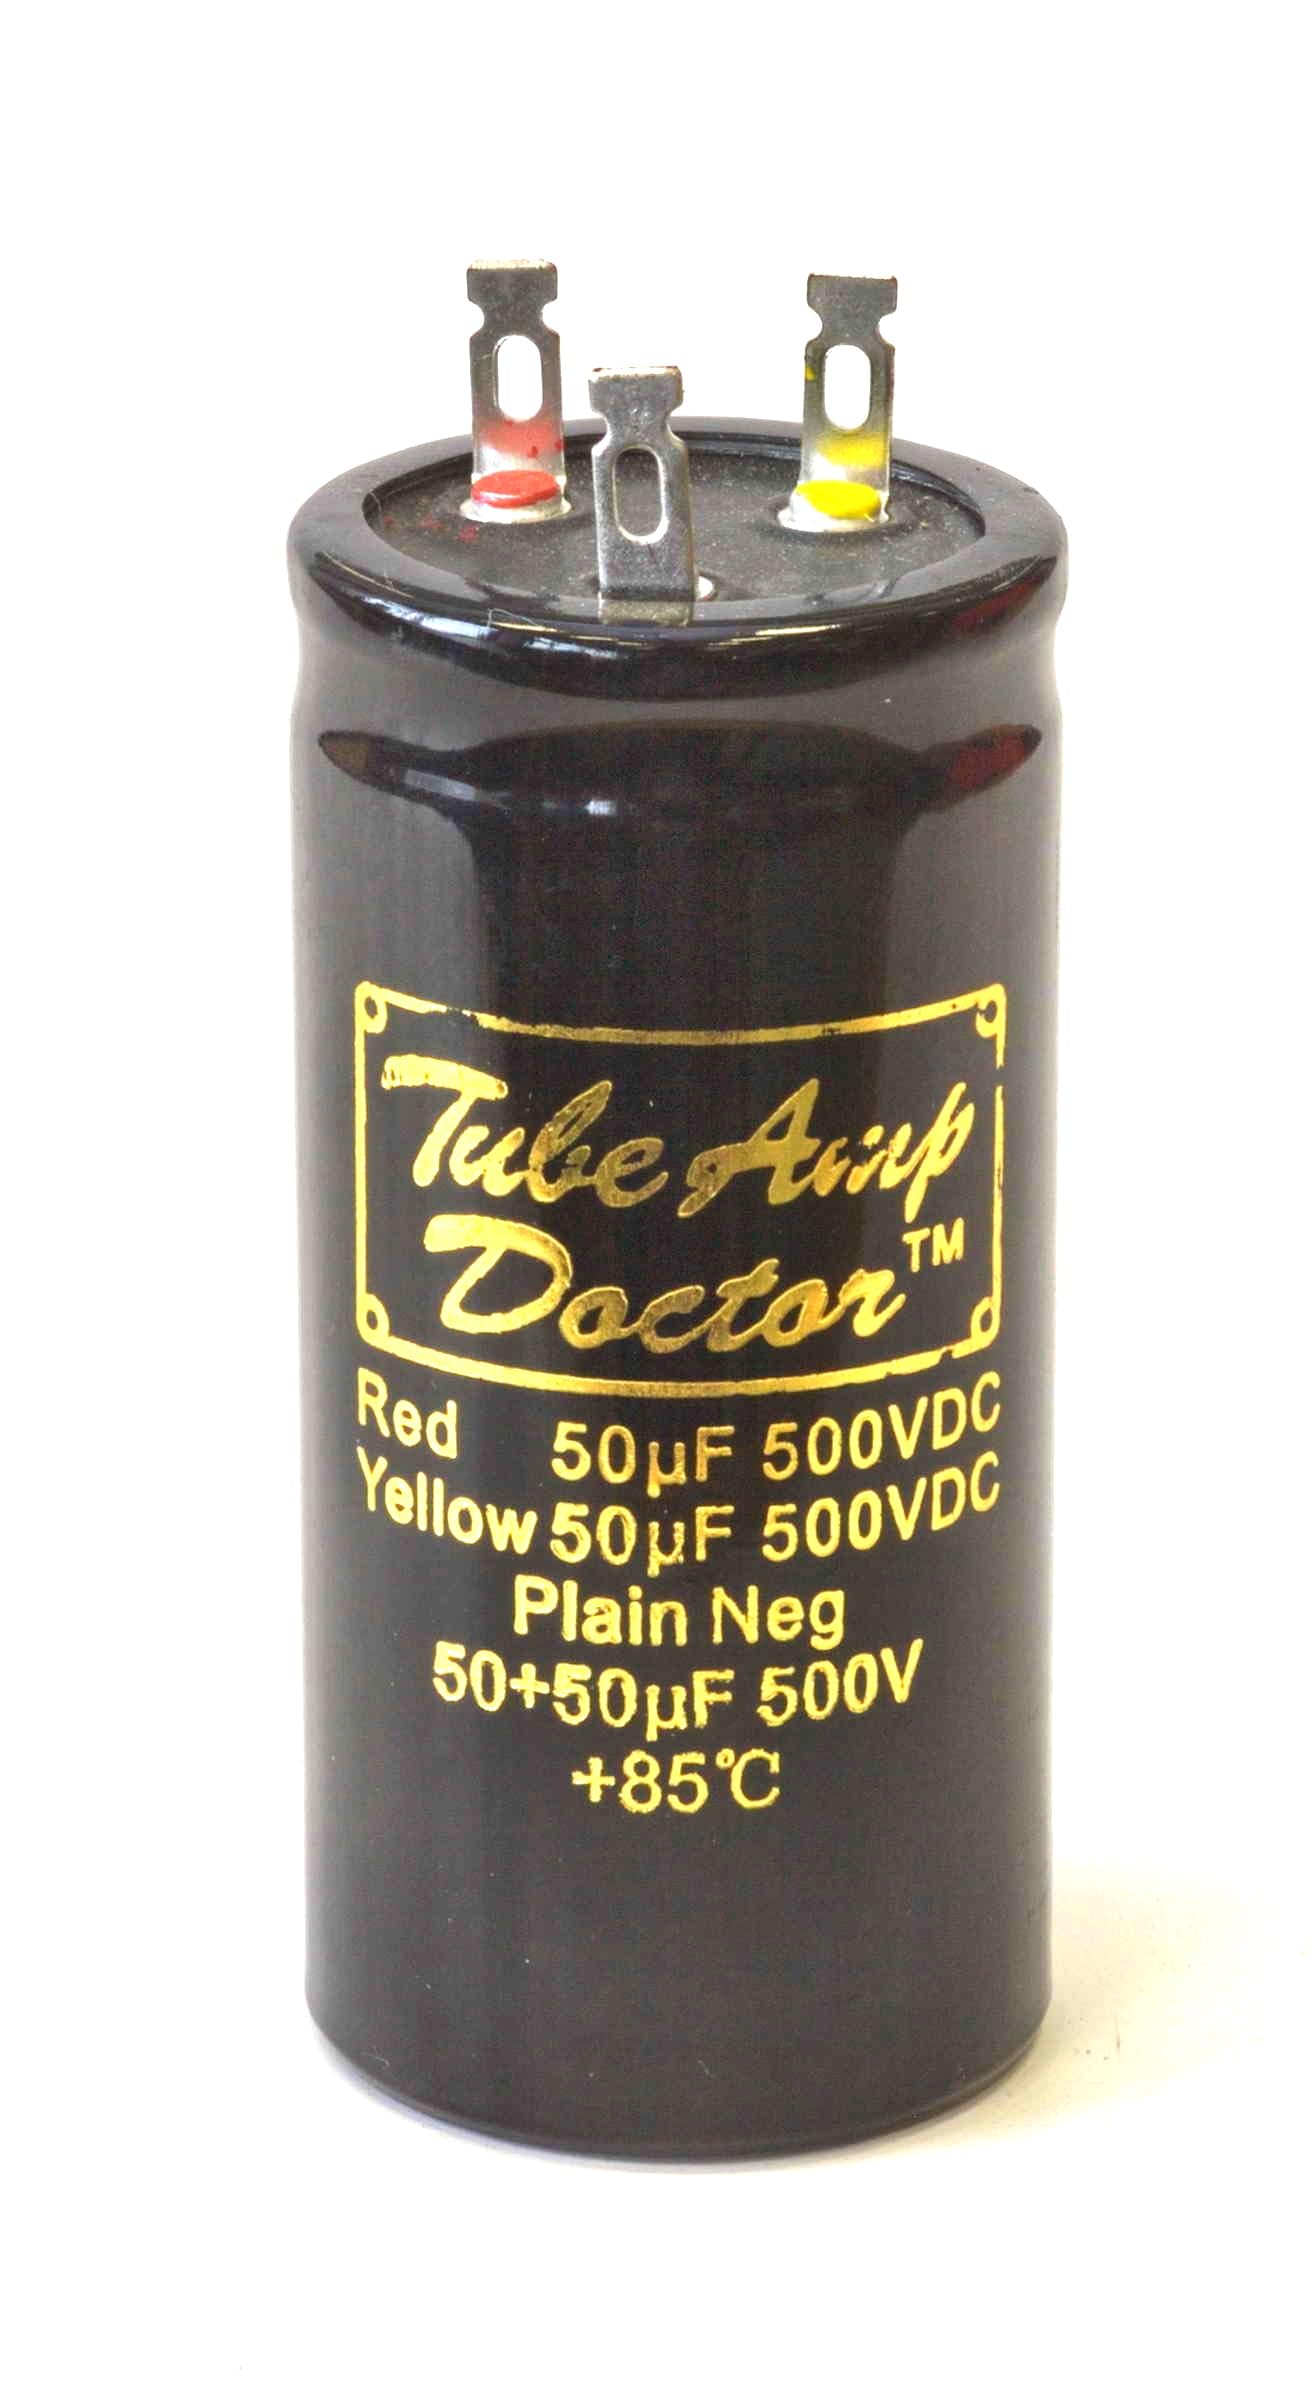 Tube Amp
Doctor™
Red 50µF 500VDC
Yellow 50µF 500VDC
Plain Neg
50+50µF 500V
+85℃